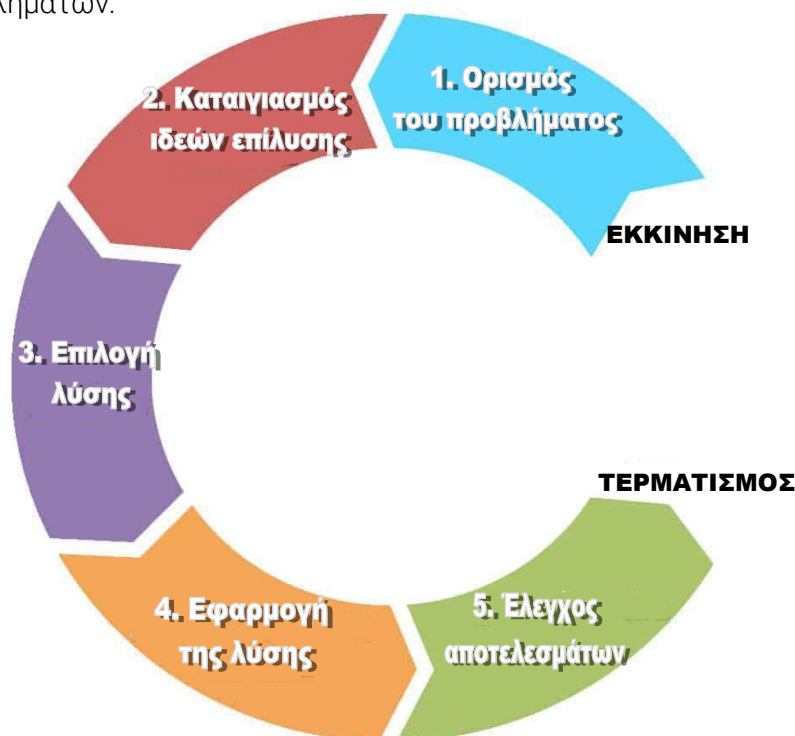 λημάτων.
1. Ορισμός
του προβλήματος
2. Καταιγιασμός
ιδεών επίλυσης
ΕΚΚΙΝΗΣΗ
3. Επιλογή
λύσης
ΤΕΡΜΑΤΙΣΜΟΣ
4. Εφαρμογή
της λύσης
5. Έλεγχος
αποτελεσμάτων